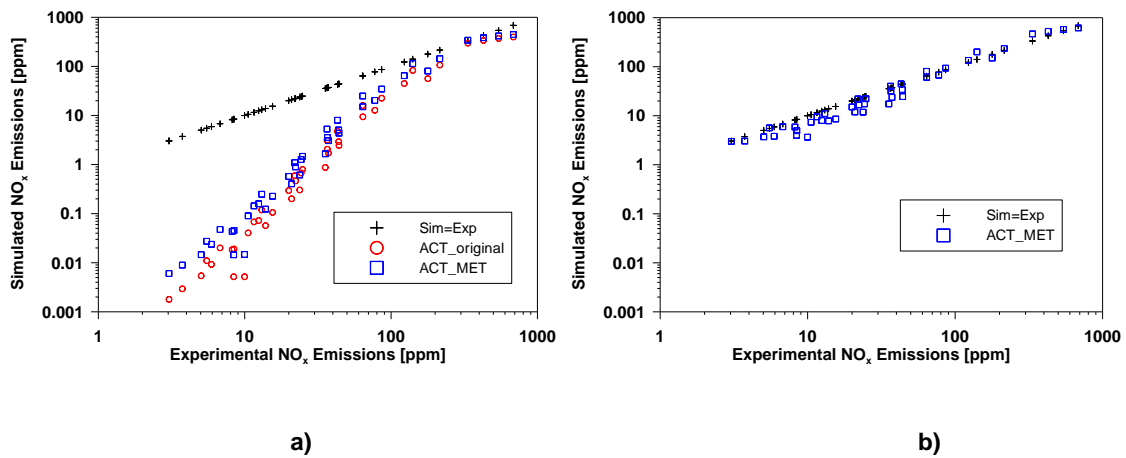 1000
100
10
1
0.1
0.01
0.001
Simulated NOx Emissions [ppm]
Sim=Exp
ACT_original
ACT_MET
1 10 100 1000
Experimental NOx Emissions [ppm]
a)
1000
100
10
1
0.1
0.01
0.001
Simulated NOx Emissions [ppm]
Sim=Exp
ACT_MET
1 10 100 1000
Experimental NOx Emissions [ppm]
b)